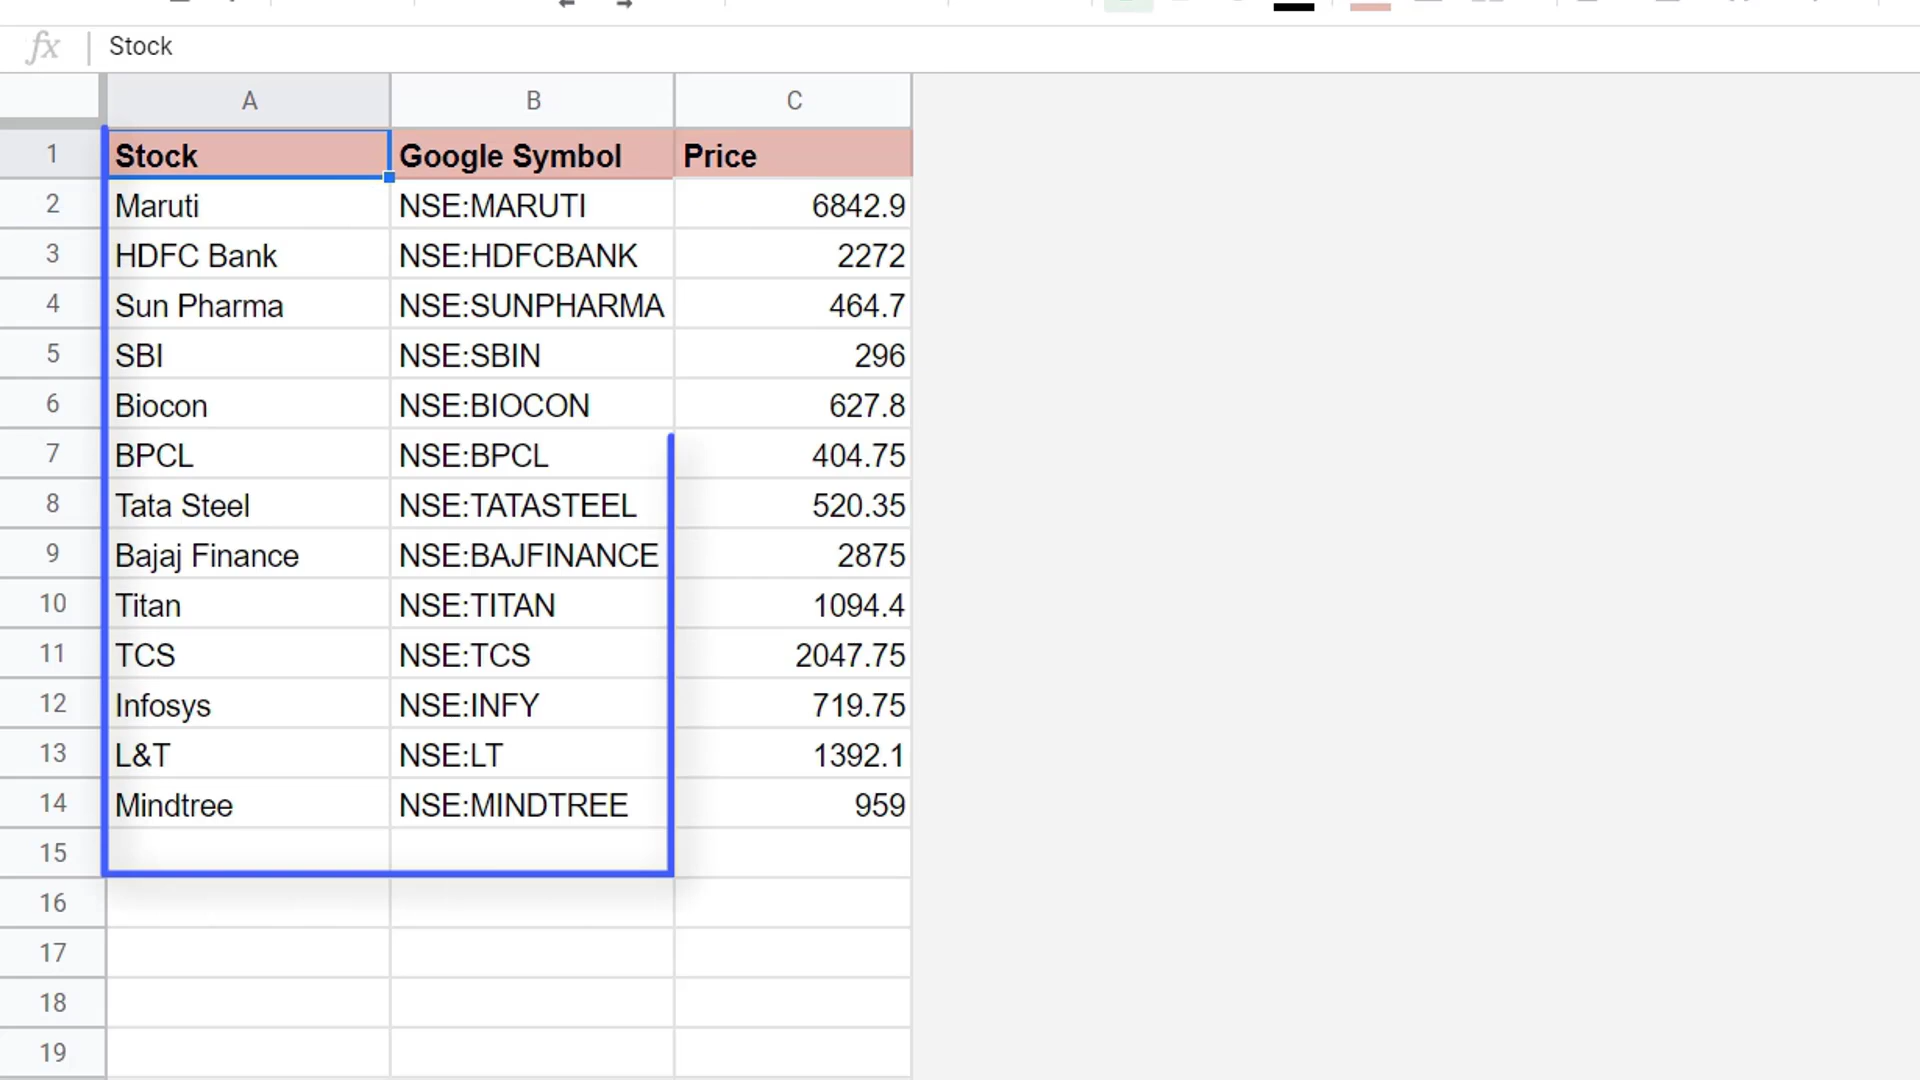 fx Stock
A B C
1 Stock Google Symbol Price
2 Maruti NSE:MARUTI 6842.9
3 HDFC Bank NSE:HDFCBANK 2272
4 Sun Pharma NSE:SUNPHARMA 464.7
5 SBI NSE:SBIN 296
6 Biocon NSE:BIOCON 627.8
7 BPCL NSE:BPCL 404.75
8 Tata Steel NSE:TATASTEEL 520.35
9 Bajaj Finance NSE:BAJFINANCE 2875
10 Titan NSE:TITAN 1094.4
11 TCS NSE:TCS 2047.75
12 Infosys NSE:INFY 719.75
13 L&T NSE:LT 1392.1
14 Mindtree NSE:MINDTREE 959
15
16
17
18
19